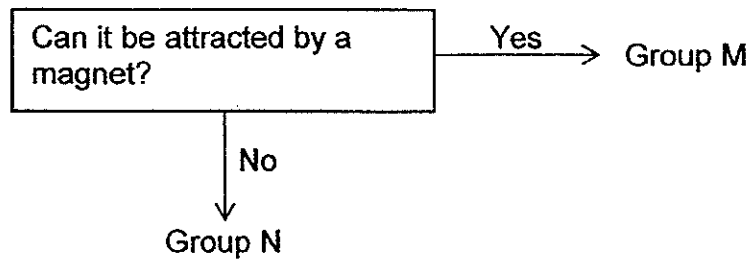 Can it be attracted by a
magnet?
Yes
Group M
No
Group N